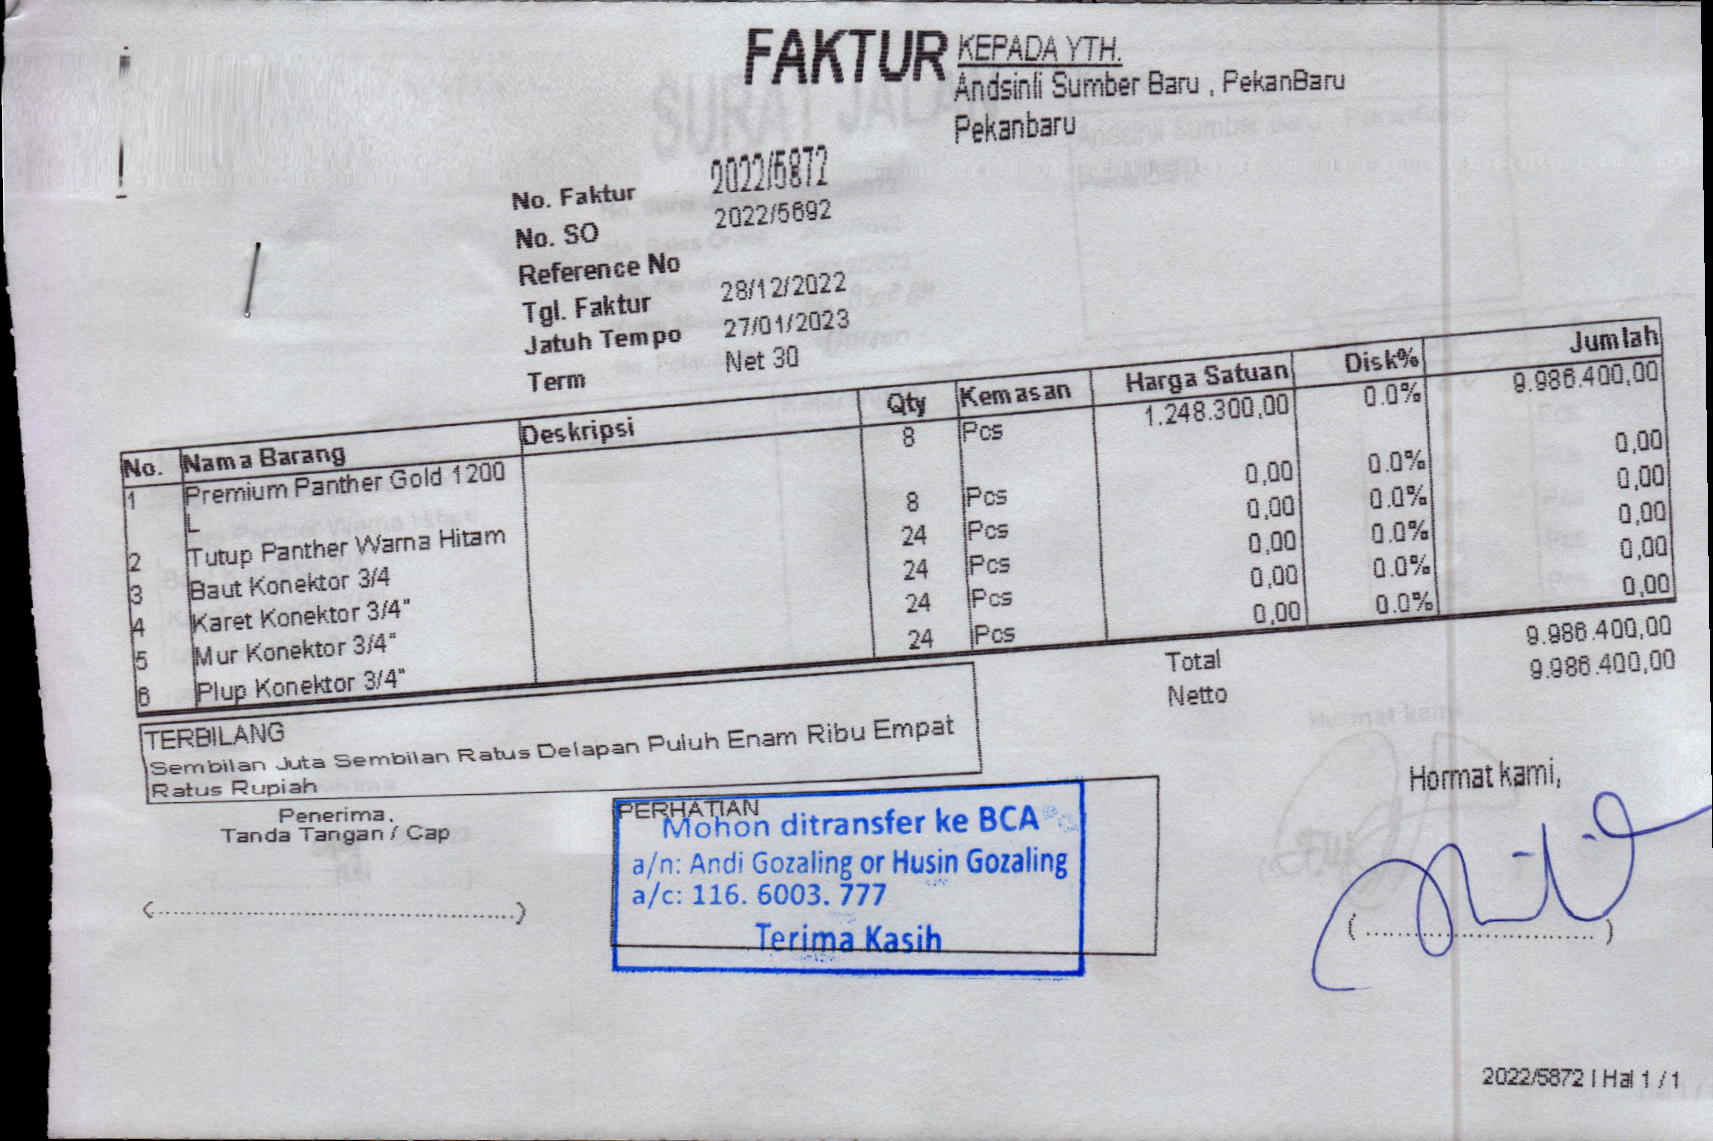 FAKTUR
KEPADA YTH.
Andsinli Sumber Baru , PekanBaru
Pekanbaru
No. Faktur 2022/5872
No. SO 2022/5692
Reference No
Tgl. Faktur 28/12/2022
Jatuh Tempo 27/01/2023
Term Net 30
No. Nama Barang Deskripsi Qty Kemasan Harga Satuan Disk% Jumlah
1 Premium Panther Gold 1200 8 Pcs 1.248.300,00 0.0% 9.986.400,00
L
2 Tutup Panther Warna Hitam 8 Pcs 0,00 0.0% 0,00
3 Baut Konektor 3/4 24 Pcs 0,00 0.0% 0,00
4 Karet Konektor 3/4" 24 Pcs 0,00 0.0% 0,00
5 Mur Konektor 3/4" 24 Pcs 0,00 0.0% 0,00
6 Plup Konektor 3/4" 24 Pcs 0,00 0.0% 0,00
Total 9.986.400,00
Netto 9.986.400,00
TERBILANG
Sembilan Juta Sembilan Ratus Delapan Puluh Enam Ribu Empat
Ratus Rupiah
Penerima,
Tanda Tangan / Cap
(..............................................)
PERHATIAN
Mohon ditransfer ke BCA
a/n: Andi Gozaling or Husin Gozaling
a/c: 116. 6003. 777
Terima Kasih
Hormat kami,
(..............................)
2022/5872 | Hal 1 / 1